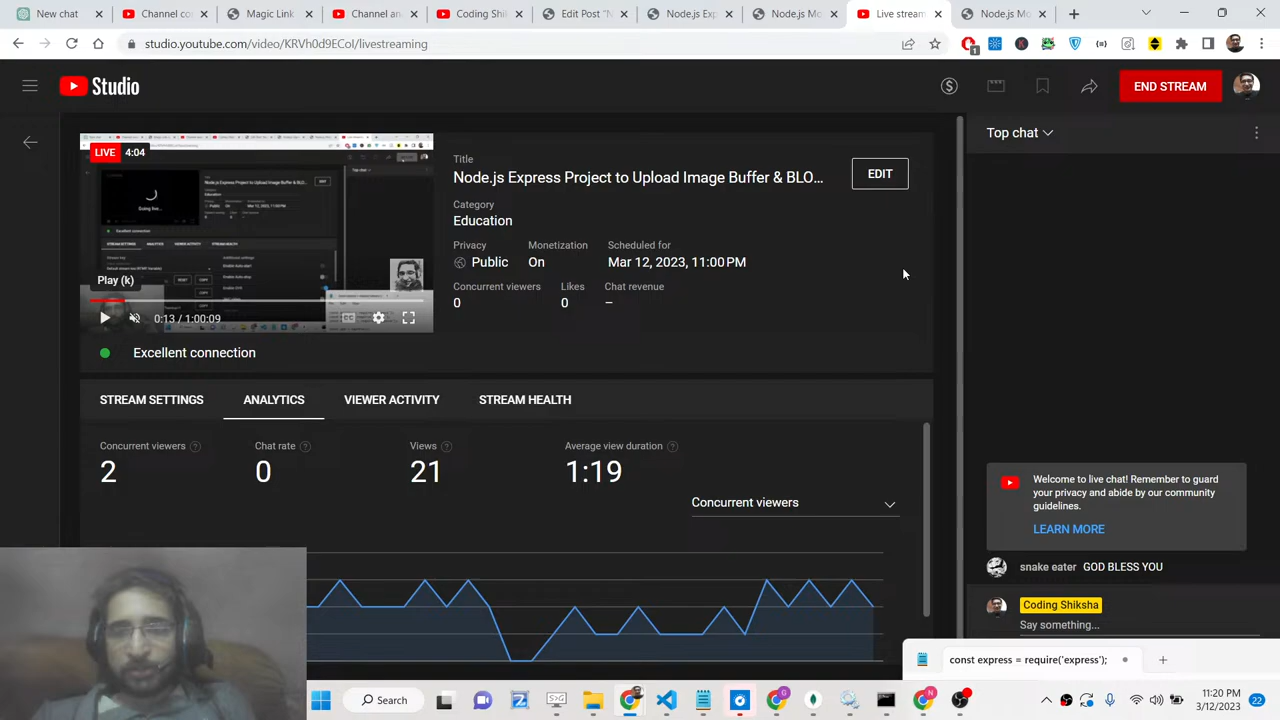 New chat
Channel co
Magic Link
Channel an
Coding Shik
Edit Post "N
Node.js Exp
Node.js Mo
Live stream
Node.js Mo
studio.youtube.com/video/KBVh0d9ECoI/livestreaming
1
Studio
END STREAM
LIVE 4:04
Title
Node.js Express Project to Upload Image Buffer & BLO...
EDIT
Category
Education
Privacy Monetization Scheduled for
Public On Mar 12, 2023, 11:00 PM
Concurrent viewers Likes Chat revenue
0 0 –
Play (k)
0:13 / 1:00:09
Excellent connection
STREAM SETTINGS ANALYTICS VIEWER ACTIVITY STREAM HEALTH
Concurrent viewers Chat rate Views Average view duration
2 0 21 1:19
Concurrent viewers
Top chat
Welcome to live chat! Remember to guard
your privacy and abide by our community
guidelines.
LEARN MORE
snake eater GOD BLESS YOU
Coding Shiksha
Say something...
const express = require('express');
Search
11:20 PM
3/12/2023
22